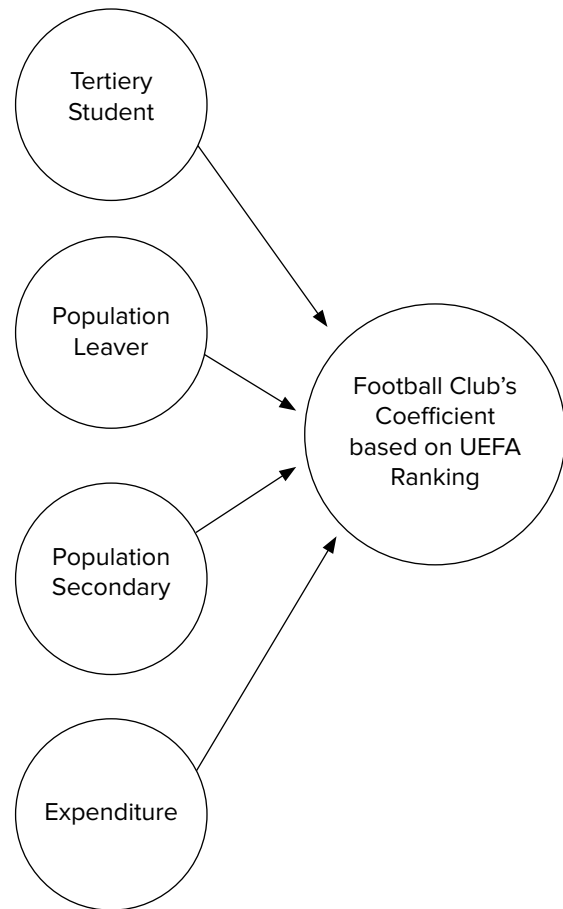 Tertiery
Student
Population
Leaver
Football Club's
Coefficient
based on UEFA
Ranking
Population
Secondary
Expenditure